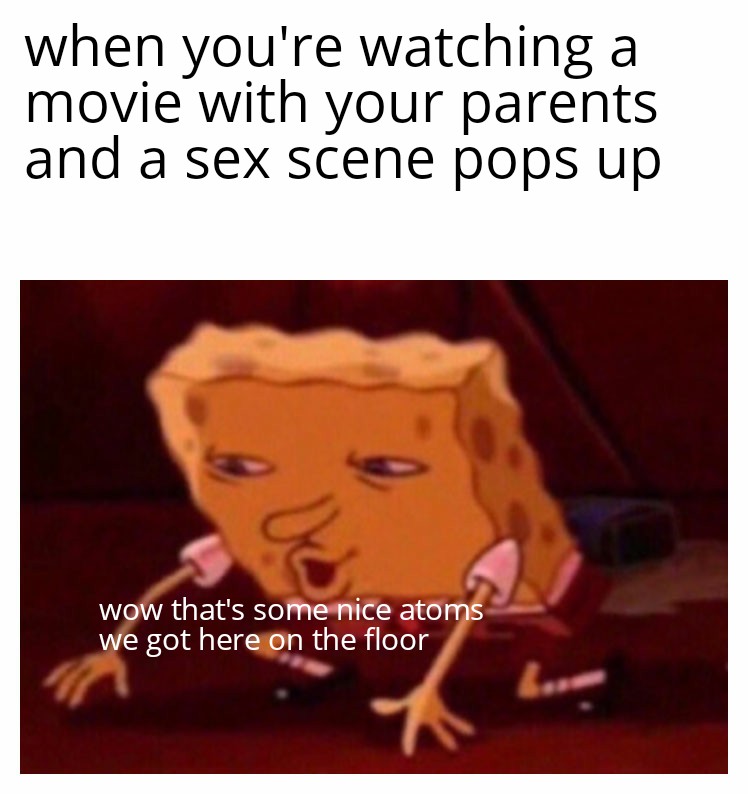 when you're watching a
movie with your parents
and a sex scene pops up
wow that's some nice atoms
we got here on the floor